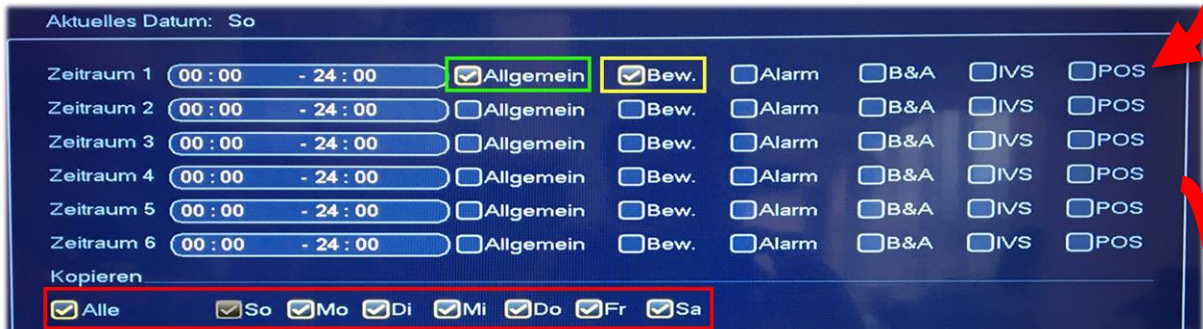 Aktuelles Datum: So
Zeitraum 1 00 : 00 - 24 : 00 Allgemein Bew. Alarm B&A IVS POS
Zeitraum 2 00 : 00 - 24 : 00 Allgemein Bew. Alarm B&A IVS POS
Zeitraum 3 00 : 00 - 24 : 00 Allgemein Bew. Alarm B&A IVS POS
Zeitraum 4 00 : 00 - 24 : 00 Allgemein Bew. Alarm B&A IVS POS
Zeitraum 5 00 : 00 - 24 : 00 Allgemein Bew. Alarm B&A IVS POS
Zeitraum 6 00 : 00 - 24 : 00 Allgemein Bew. Alarm B&A IVS POS
Kopieren
Alle So Mo Di Mi Do Fr Sa